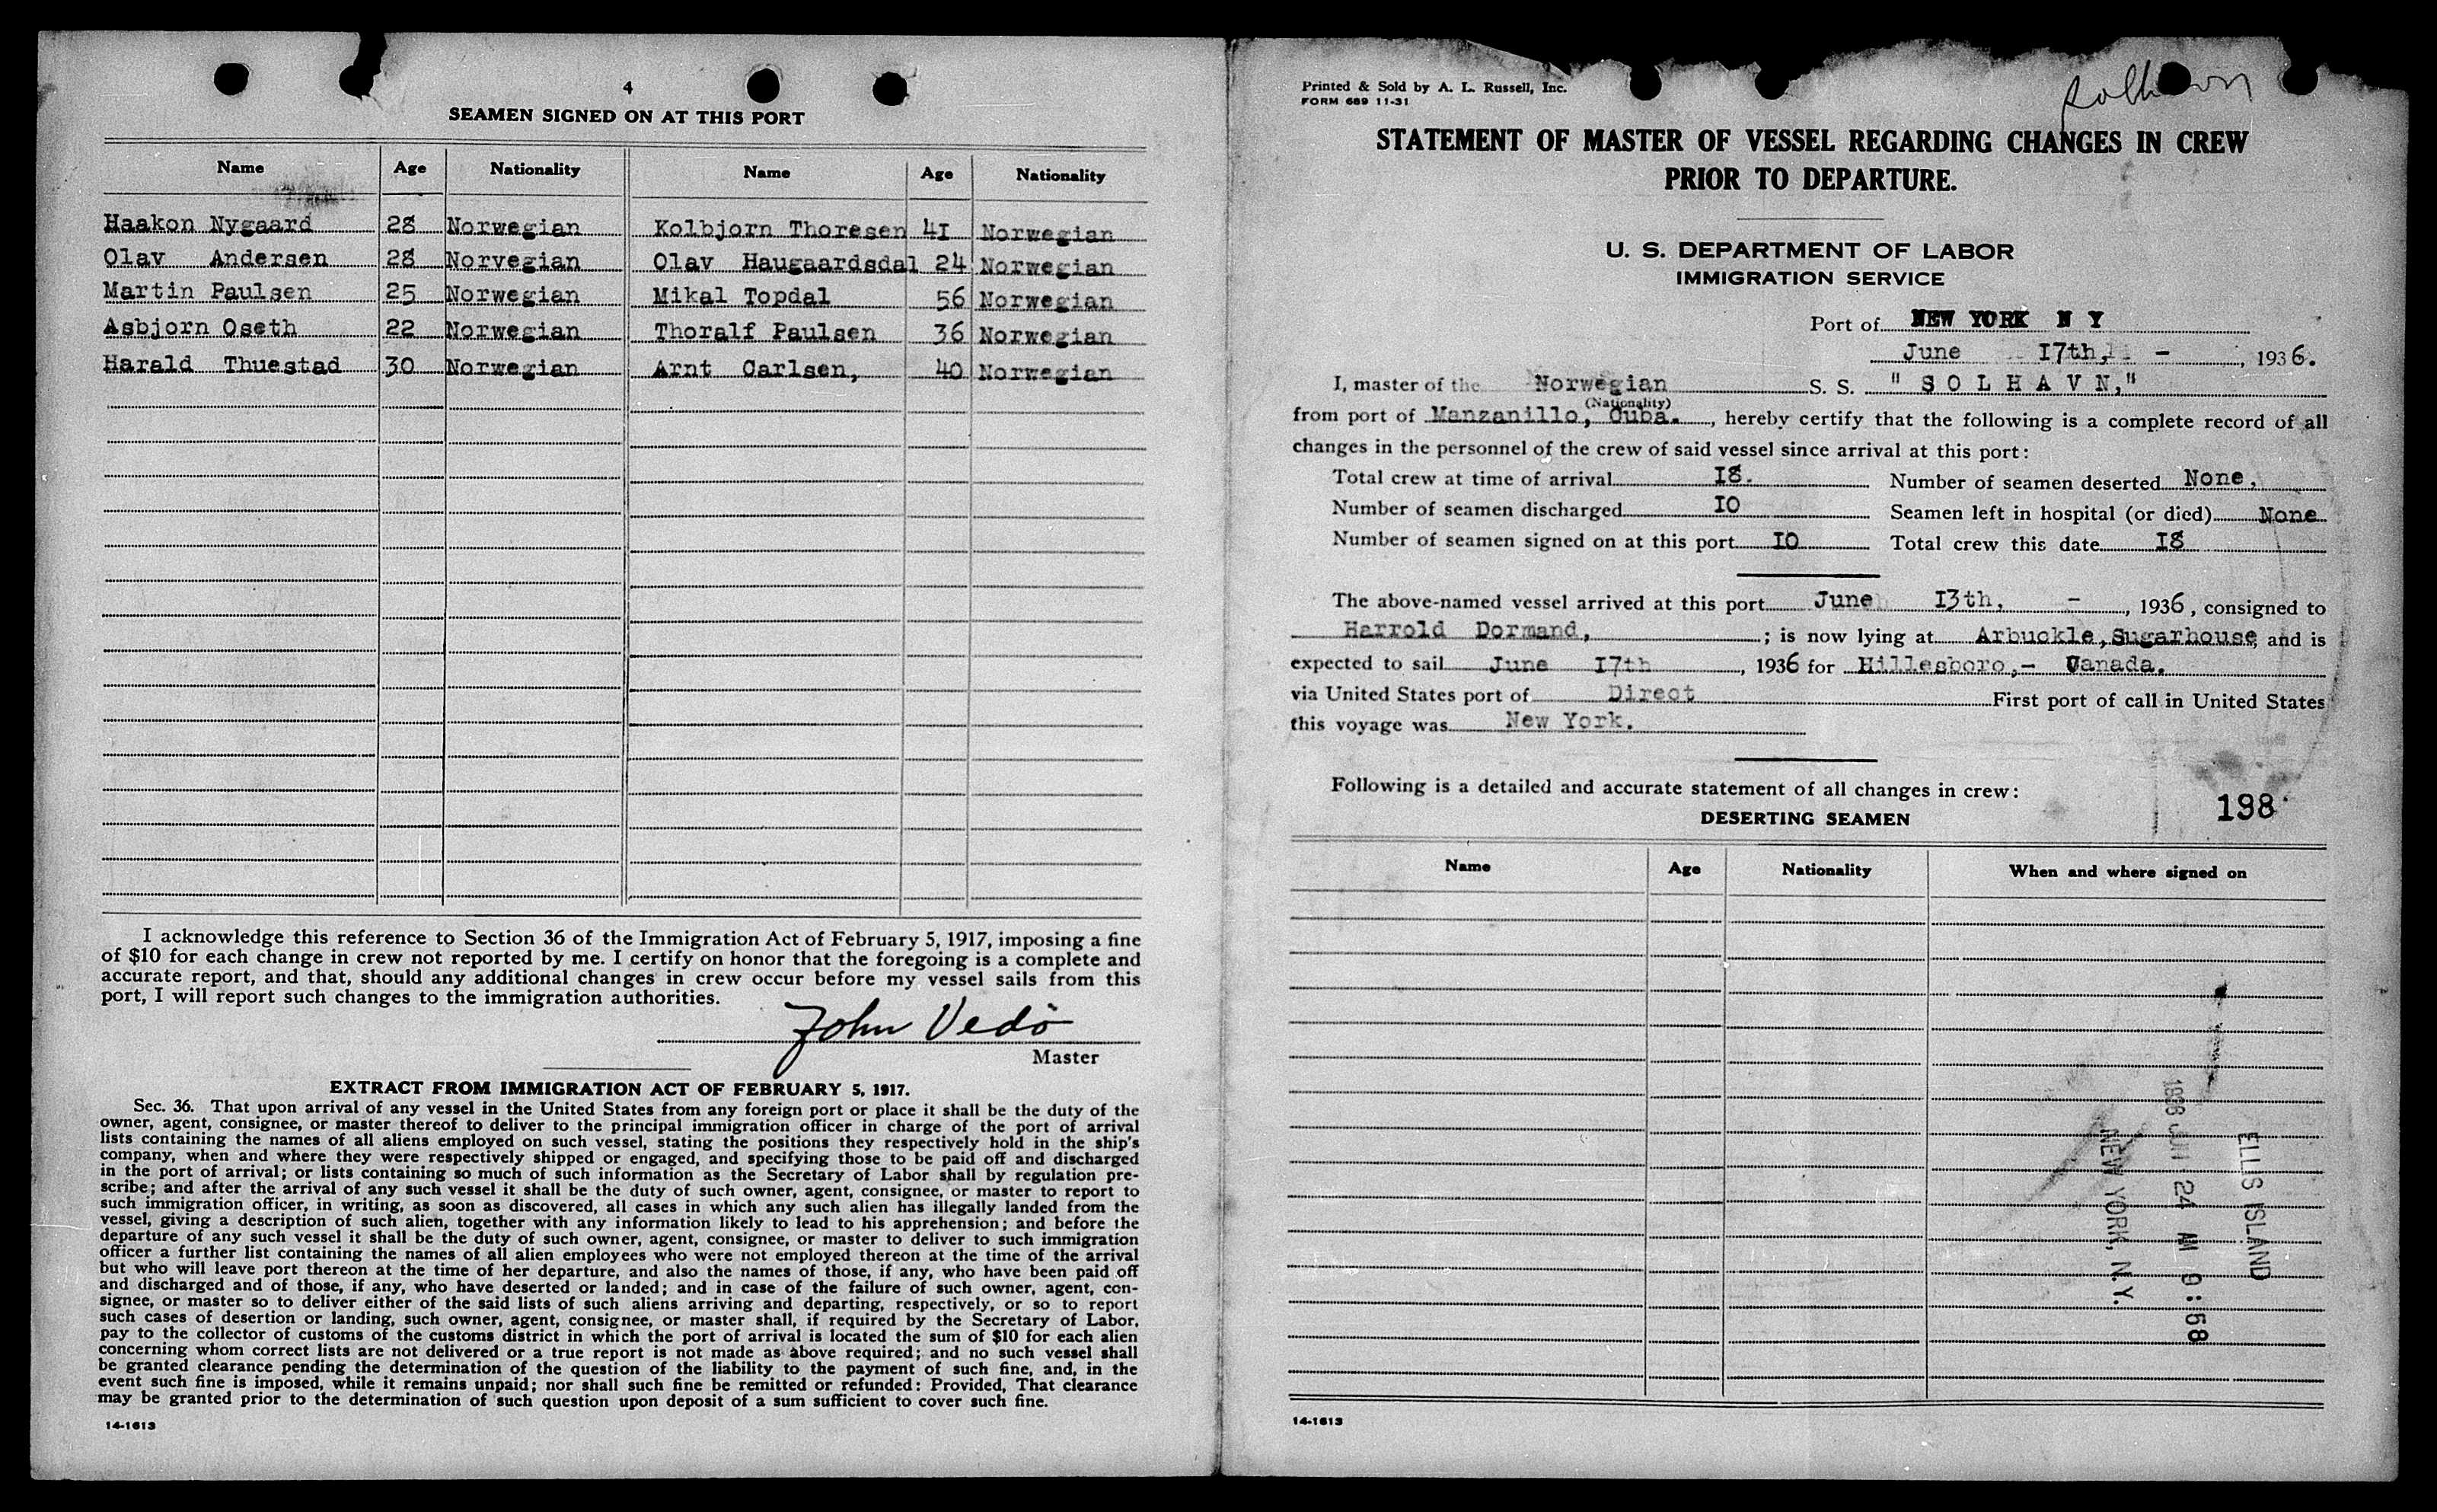 4
SEAMEN SIGNED ON AT THIS PORT
Name Age Nationality Name Age Nationality
Haakon Nygaard 28 Norwegian Kolbjorn Thoresen 41 Norwegian
Olav Andersen 28 Norvegian Olav Haugaardsdal 24 Norwegian
Martin Paulsen 25 Norwegian Mikal Topdal 56 Norwegian
Asbjorn Oseth 22 Norwegian Thoralf Paulsen 36 Norwegian
Harald Thuestad 30 Norwegian Arnt Carlsen, 40 Norwegian
I acknowledge this reference to Section 36 of the Immigration Act of February 5, 1917, imposing a fine
of $10 for each change in crew not reported by me. I certify on honor that the foregoing is a complete and
accurate report, and that, should any additional changes in crew occur before my vessel sails from this
port, I will report such changes to the immigration authorities.
John Vedö
Master
EXTRACT FROM IMMIGRATION ACT OF FEBRUARY 5, 1917.
Sec. 36. That upon arrival of any vessel in the United States from any foreign port or place it shall be the duty of the
owner, agent, consignee, or master thereof to deliver to the principal immigration officer in charge of the port of arrival
lists containing the names of all aliens employed on such vessel, stating the positions they respectively hold in the ship's
company, when and where they were respectively shipped or engaged, and specifying those to be paid off and discharged
in the port of arrival; or lists containing so much of such information as the Secretary of Labor shall by regulation pre-
scribe; and after the arrival of any such vessel it shall be the duty of such owner, agent, consignee, or master to report to
such immigration officer, in writing, as soon as discovered, all cases in which any such alien has illegally landed from the
vessel, giving a description of such alien, together with any information likely to lead to his apprehension; and before the
departure of any such vessel it shall be the duty of such owner, agent, consignee, or master to deliver to such immigration
officer a further list containing the names of all alien employees who were not employed thereon at the time of the arrival
but who will leave port thereon at the time of her departure, and also the names of those, if any, who have been paid off
and discharged and of those, if any, who have deserted or landed; and in case of the failure of such owner, agent, con-
signee, or master so to deliver either of the said lists of such aliens arriving and departing, respectively, or so to report
such cases of desertion or landing, such owner, agent, consignee, or master shall, if required by the Secretary of Labor,
pay to the collector of customs of the customs district in which the port of arrival is located the sum of $10 for each alien
concerning whom correct lists are not delivered or a true report is not made as above required; and no such vessel shall
be granted clearance pending the determination of the question of the liability to the payment of such fine, and, in the
event such fine is imposed, while it remains unpaid; nor shall such fine be remitted or refunded: Provided, That clearance
may be granted prior to the determination of such question upon deposit of a sum sufficient to cover such fine.
14-1613
Printed & Sold by A. L. Russell, Inc.
FORM 689 11-31
STATEMENT OF MASTER OF VESSEL REGARDING CHANGES IN CREW
PRIOR TO DEPARTURE.
U. S. DEPARTMENT OF LABOR
IMMIGRATION SERVICE
Port of NEW YORK N Y
June 17th, - , 1936.
I, master of the Norwegian S. S. " S O L H A V N,"
(Nationality)
from port of Manzanillo, Cuba. , hereby certify that the following is a complete record of all
changes in the personnel of the crew of said vessel since arrival at this port:
Total crew at time of arrival 18. Number of seamen deserted None.
Number of seamen discharged 10 Seamen left in hospital (or died) None
Number of seamen signed on at this port 10 Total crew this date 18
The above-named vessel arrived at this port June 13th, - , 1936, consigned to
Harrold Dormand, ; is now lying at Arbuckle, Sugarhouse and is
expected to sail June 17th , 1936 for Hillesboro,- Canada.
via United States port of Direct First port of call in United States
this voyage was New York.
Following is a detailed and accurate statement of all changes in crew:
198
DESERTING SEAMEN
Name Age Nationality When and where signed on
ELLIS ISLAND
1936 JUN 24 AM 9:58
NEW YORK, N.Y.
14-1613